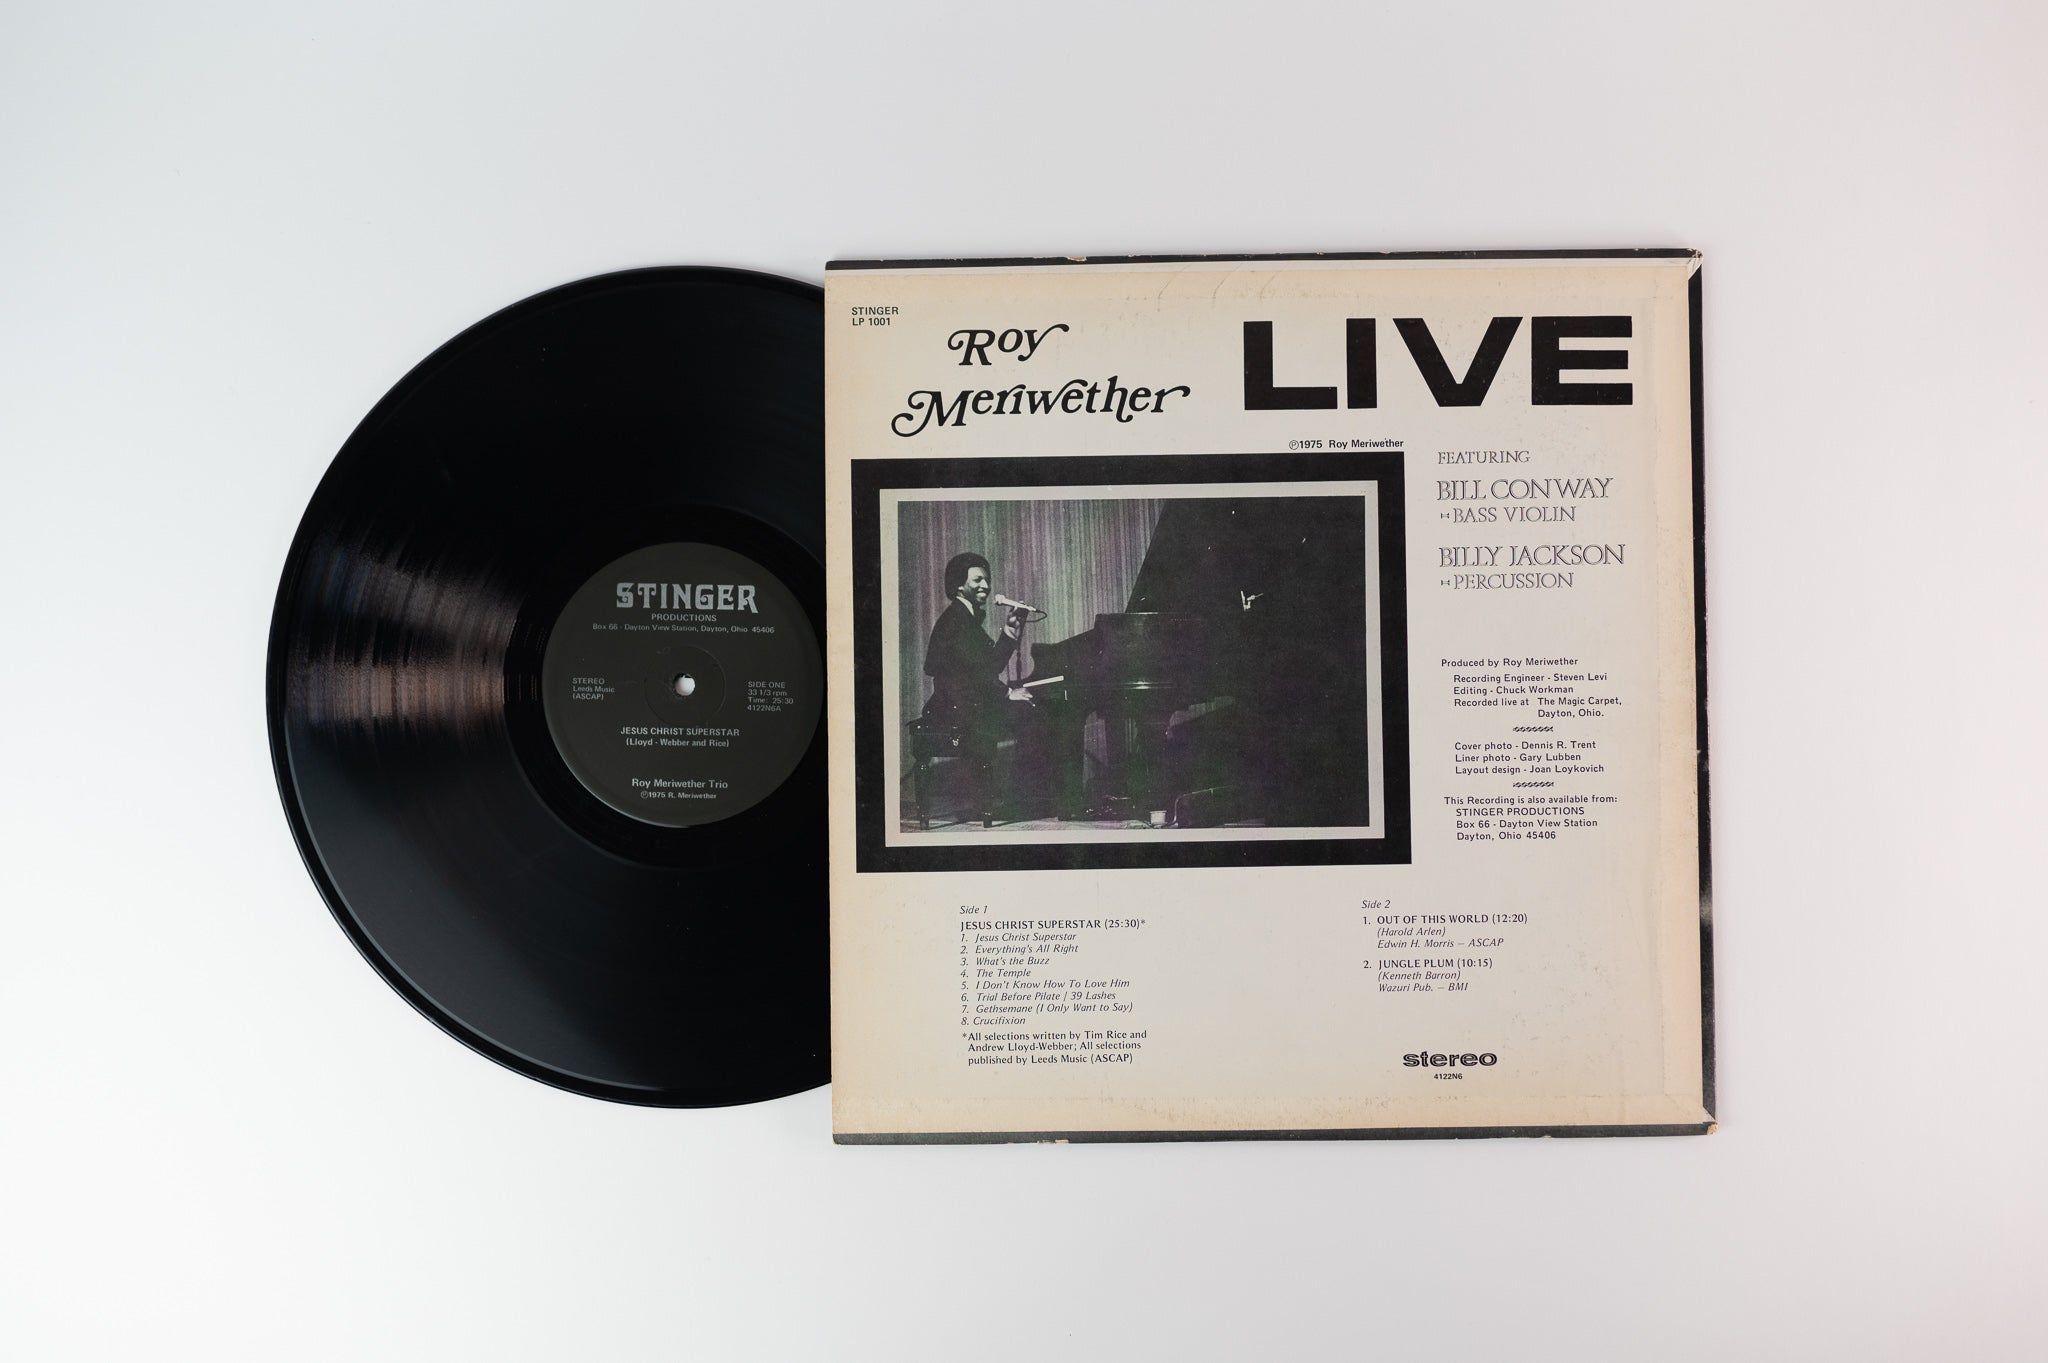 STINGER
PRODUCTIONS
Box 66 - Dayton View Station, Dayton, Ohio 45406
STEREO
Leeds Music
(ASCAP)
SIDE ONE
33 1/3 rpm
Time: 25:30
4122N6A
JESUS CHRIST SUPERSTAR
(Lloyd - Webber and Rice)
Roy Meriwether Trio
℗1975 R. Meriwether
STINGER
LP 1001
Roy
Meriwether
LIVE
℗1975 Roy Meriwether
FEATURING
BILL CONWAY
BASS VIOLIN
BILLY JACKSON
PERCUSSION
Produced by Roy Meriwether
Recording Engineer - Steven Levi
Editing - Chuck Workman
Recorded live at The Magic Carpet,
Dayton, Ohio.
Cover photo - Dennis R. Trent
Liner photo - Gary Lubben
Layout design - Joan Loykovich
This Recording is also available from:
STINGER PRODUCTIONS
Box 66 - Dayton View Station
Dayton, Ohio 45406
Side 1
JESUS CHRIST SUPERSTAR (25:30)*
1. Jesus Christ Superstar
2. Everything's All Right
3. What's the Buzz
4. The Temple
5. I Don't Know How To Love Him
6. Trial Before Pilate / 39 Lashes
7. Gethsemane (I Only Want to Say)
8. Crucifixion
*All selections written by Tim Rice and
Andrew Lloyd-Webber; All selections
published by Leeds Music (ASCAP)
Side 2
1. OUT OF THIS WORLD (12:20)
(Harold Arlen)
Edwin H. Morris — ASCAP
2. JUNGLE PLUM (10:15)
(Kenneth Barron)
Wazuri Pub. — BMI
stereo
4122N6